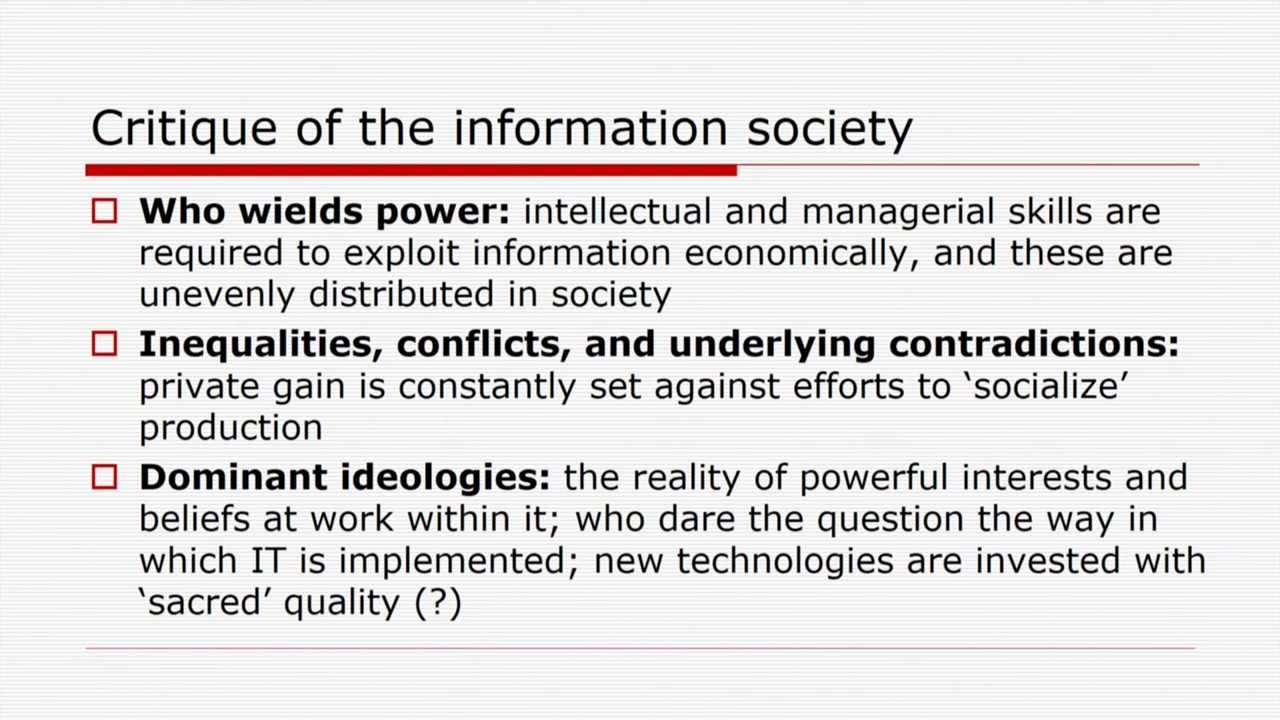 Critique of the information society
Who wields power: intellectual and managerial skills are
required to exploit information economically, and these are
unevenly distributed in society
Inequalities, conflicts, and underlying contradictions:
private gain is constantly set against efforts to ‘socialize’
production
Dominant ideologies: the reality of powerful interests and
beliefs at work within it; who dare the question the way in
which IT is implemented; new technologies are invested with
‘sacred’ quality (?)